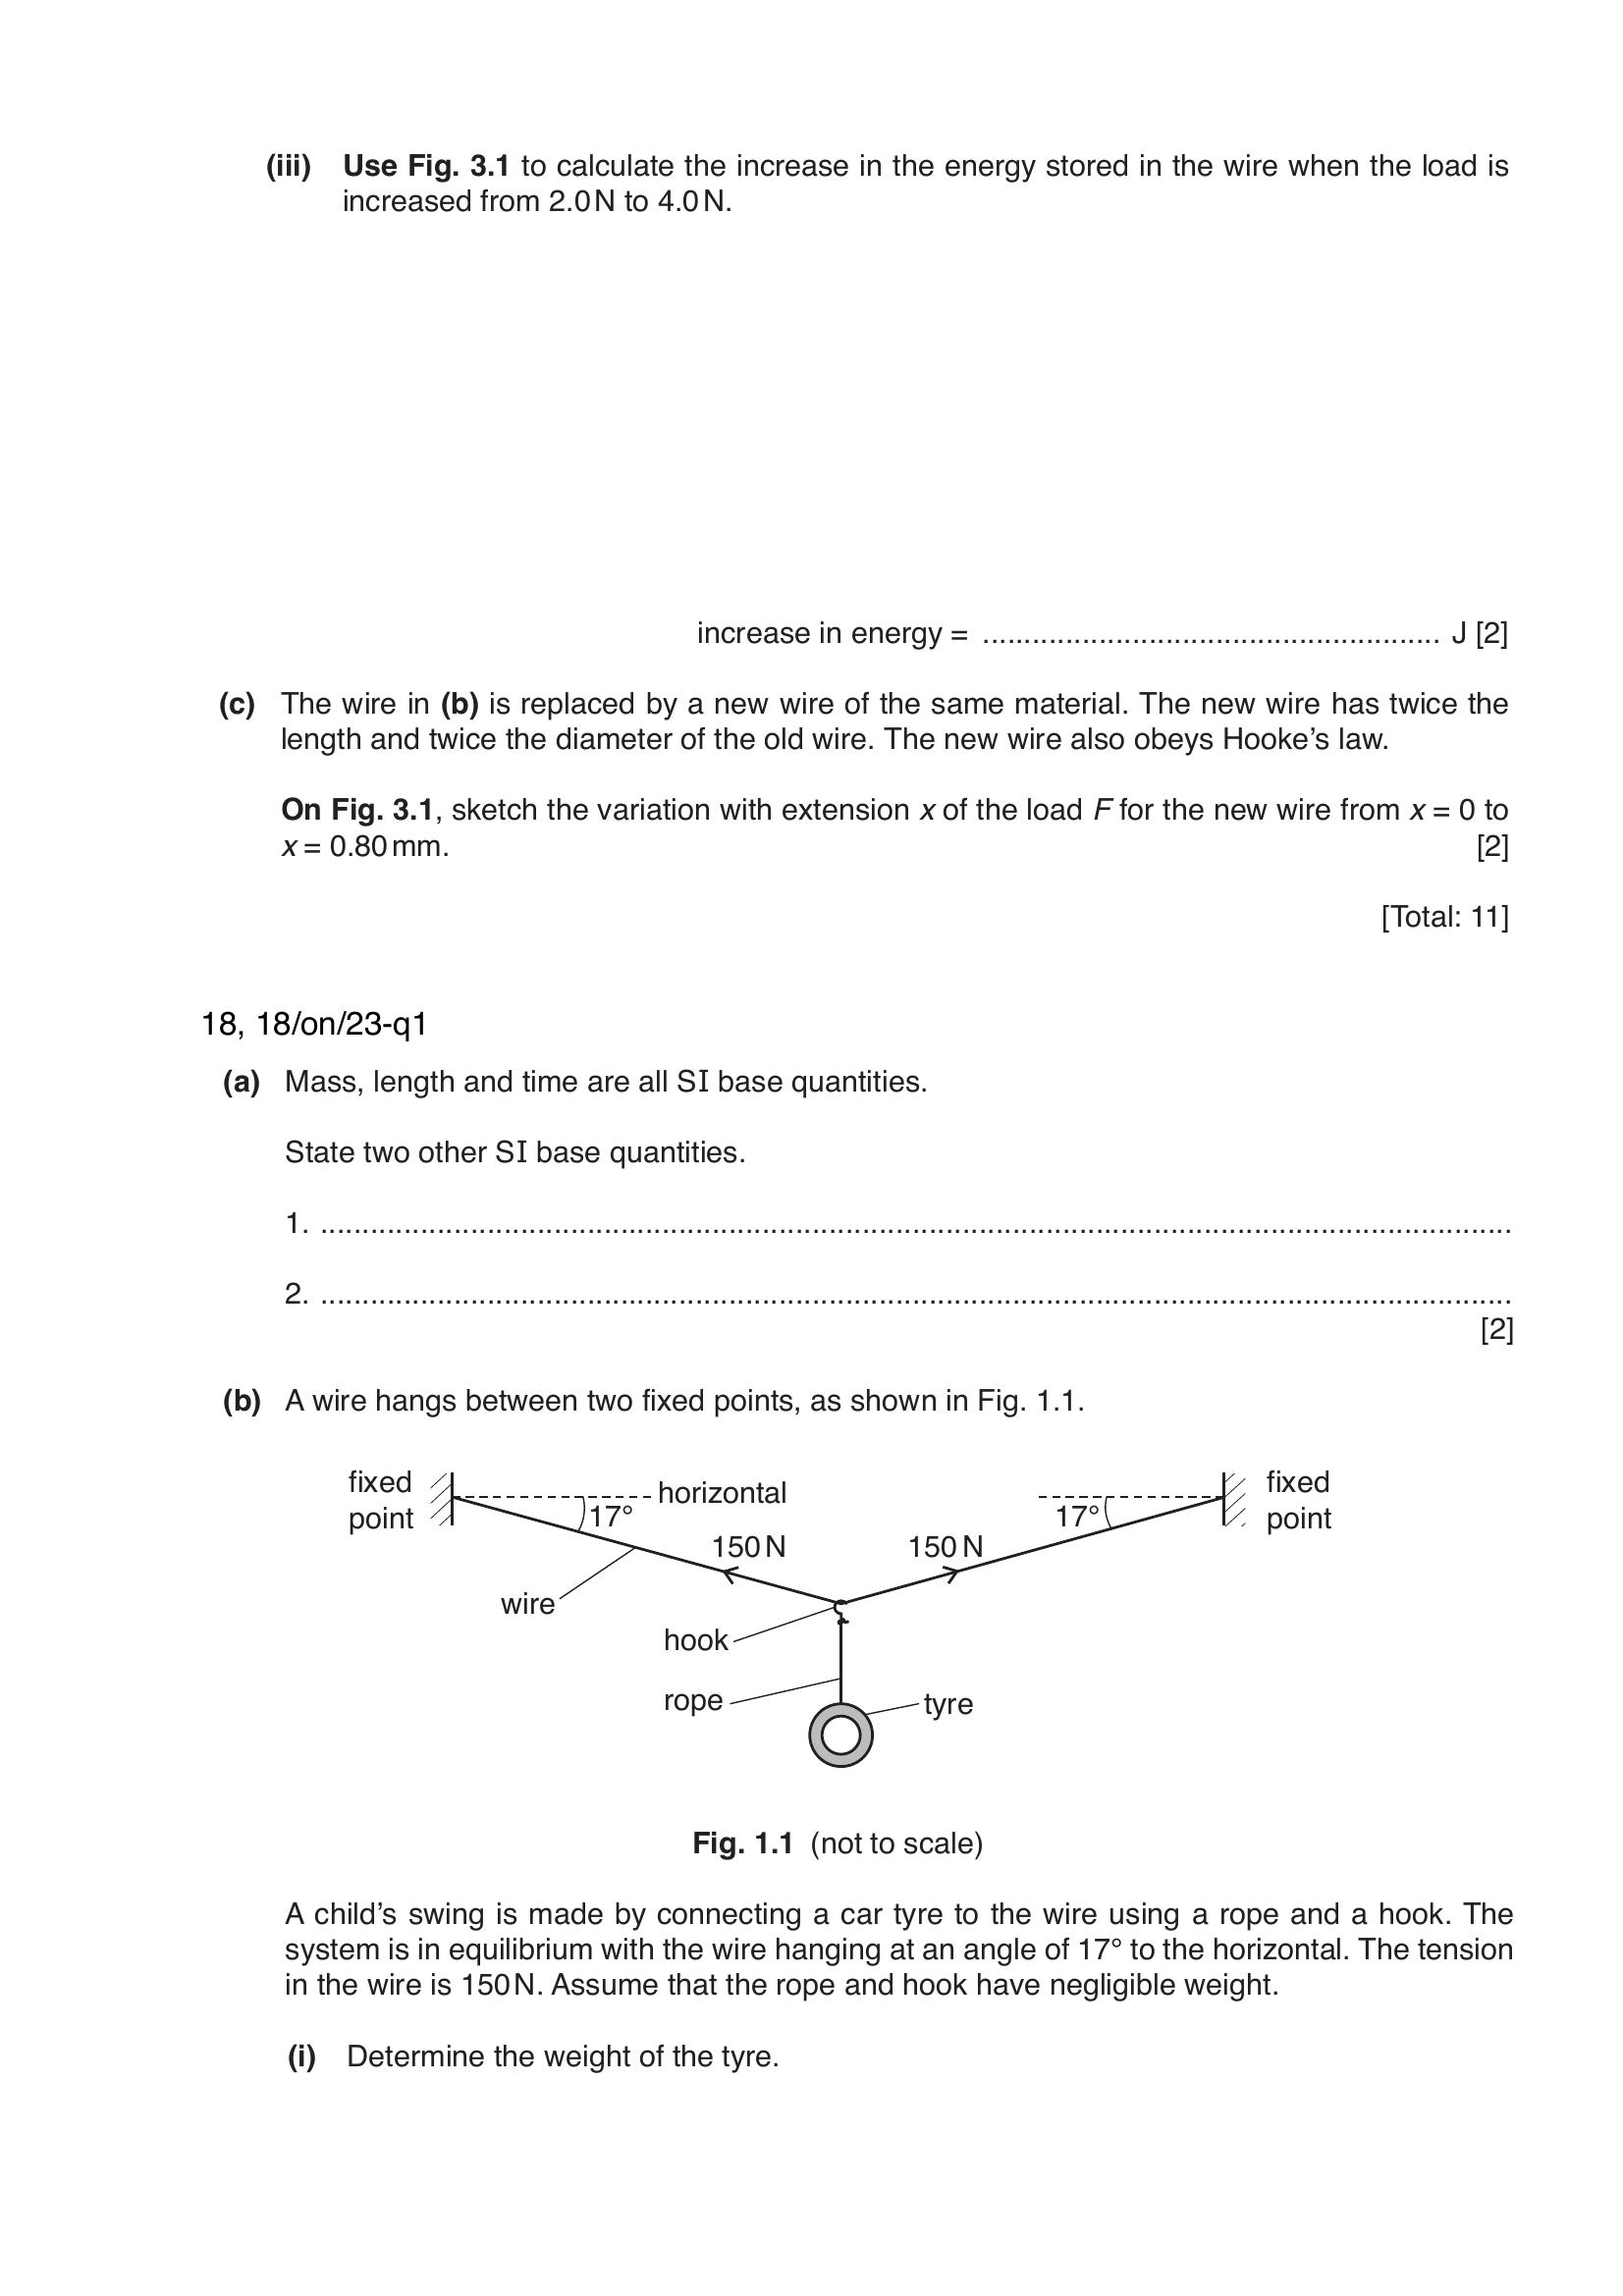 (iii) Use Fig. 3.1 to calculate the increase in the energy stored in the wire when the load is
increased from 2.0 N to 4.0 N.
increase in energy = ...................................................... J [2]
(c) The wire in (b) is replaced by a new wire of the same material. The new wire has twice the
length and twice the diameter of the old wire. The new wire also obeys Hooke's law.
On Fig. 3.1, sketch the variation with extension x of the load F for the new wire from x = 0 to
x = 0.80 mm. [2]
[Total: 11]
18, 18/on/23-q1
(a) Mass, length and time are all SI base quantities.
State two other SI base quantities.
1. ..............................................................................................................................................
2. ..............................................................................................................................................
[2]
(b) A wire hangs between two fixed points, as shown in Fig. 1.1.
fixed point
horizontal
17°
17°
fixed point
150 N
150 N
wire
hook
rope
tyre
Fig. 1.1 (not to scale)
A child's swing is made by connecting a car tyre to the wire using a rope and a hook. The
system is in equilibrium with the wire hanging at an angle of 17° to the horizontal. The tension
in the wire is 150 N. Assume that the rope and hook have negligible weight.
(i) Determine the weight of the tyre.